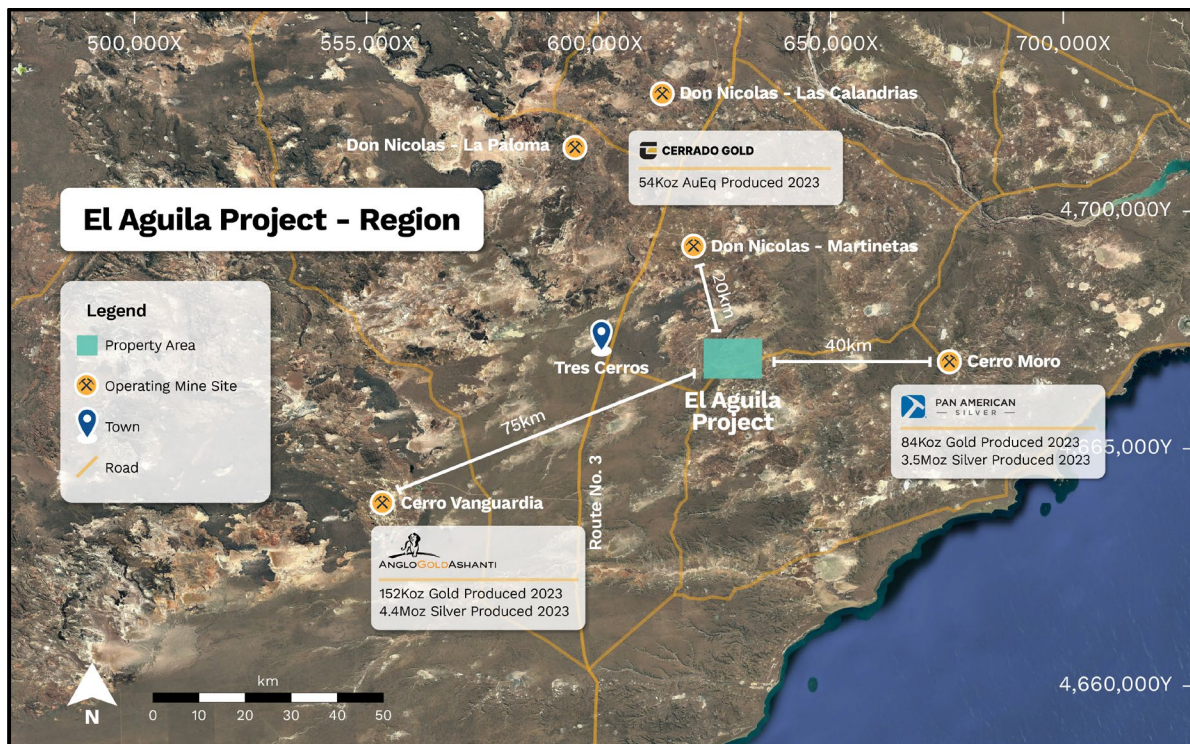 500,000X
555,000X
600,000X
650,000X
700,000X
Don Nicolas - Las Calandrias
Don Nicolas - La Paloma
CERRADO GOLD
54Koz AuEq Produced 2023
4,700,000Y
El Aguila Project - Region
Don Nicolas - Martinetas
20km
Legend
Property Area
Operating Mine Site
Town
Road
Tres Cerros
40km
Cerro Moro
El Aguila
Project
PAN AMERICAN
SILVER
84Koz Gold Produced 2023
3.5Moz Silver Produced 2023
4,665,000Y
75km
Route No. 3
Cerro Vanguardia
ANGLOGOLDASHANTI
152Koz Gold Produced 2023
4.4Moz Silver Produced 2023
4,660,000Y
N
km
0 10 20 30 40 50